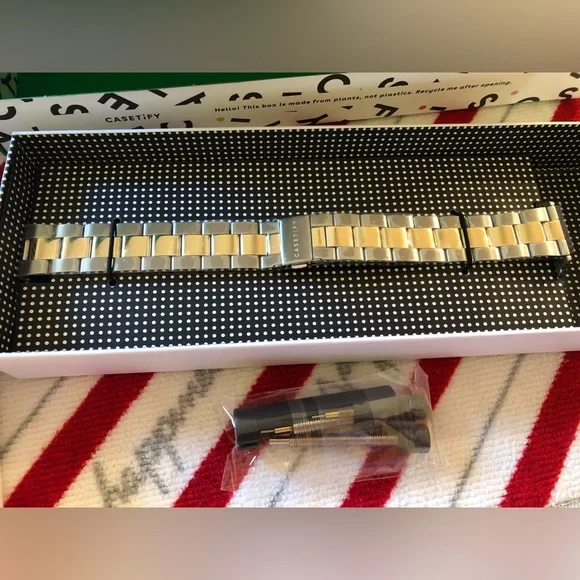 Hello! This box is made from plants, not plastics. Recycle me after opening.
CASETiFY
CASETiFY